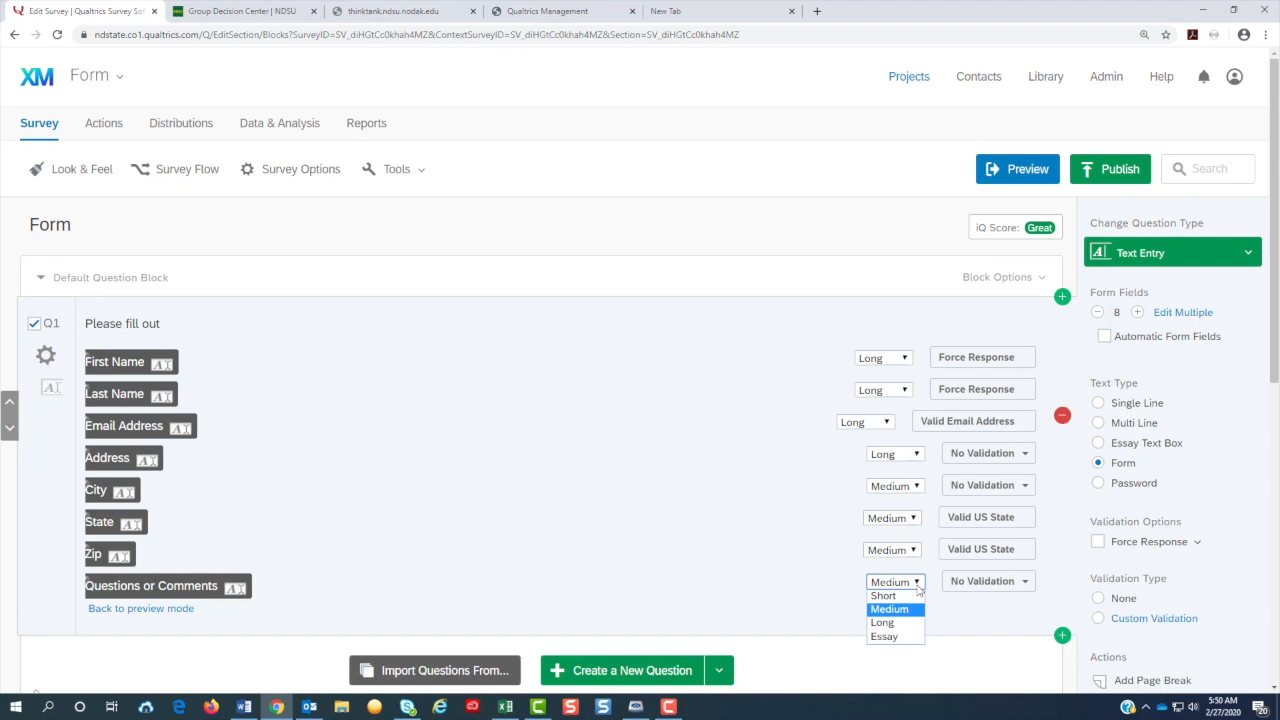 Edit Survey | Qualtrics Survey Sof
Group Decision Center | NDSU
thinktank.ndsu.nodak.edu
Qualtrics Management
New Tab
ndstate.co1.qualtrics.com/Q/EditSection/Blocks?SurveyID=SV_diHGtCc0khah4MZ&ContextSurveyID=SV_diHGtCc0khah4MZ&Section=SV_diHGtCc0khah4MZ
XM Form
Projects Contacts Library Admin Help
Survey Actions Distributions Data & Analysis Reports
Look & Feel Survey Flow Survey Options Tools
Preview Publish Search
Form
iQ Score: Great
Default Question Block
Block Options
Q1
Please fill out
First Name Long Force Response
Last Name Long Force Response
Email Address Long Valid Email Address
Address Long No Validation
City Medium No Validation
State Medium Valid US State
Zip Medium Valid US State
Questions or Comments Medium No Validation
Short
Medium
Long
Essay
Back to preview mode
Import Questions From...
Create a New Question
Change Question Type
Text Entry
Form Fields
8 Edit Multiple
Automatic Form Fields
Text Type
Single Line
Multi Line
Essay Text Box
Form
Password
Validation Options
Force Response
Validation Type
None
Custom Validation
Actions
Add Page Break
5:50 AM
2/27/2020
20